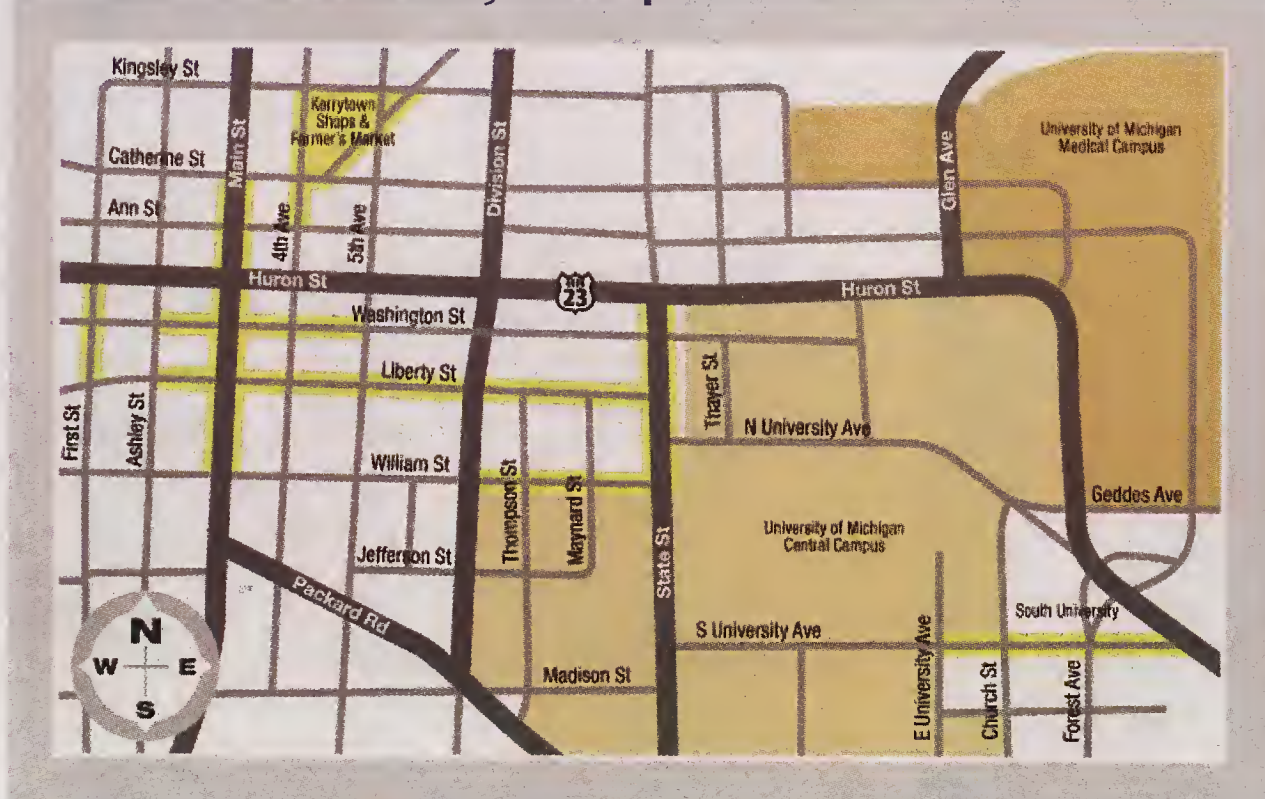 Kingsley St
Kerrytown
Shops &
Farmer's Market
University of Michigan
Medical Campus
Catherine St
Main St
Division St
Glen Ave
Ann St
4th Ave
5th Ave
Huron St
23
Huron St
Washington St
Liberty St
Thayer St
First St
Ashley St
N University Ave
William St
Thompson St
Maynard St
Geddes Ave
University of Michigan
Central Campus
Jefferson St
State St
Packard Rd
South University
S University Ave
E University Ave
Madison St
Church St
Forest Ave
N
W
E
S